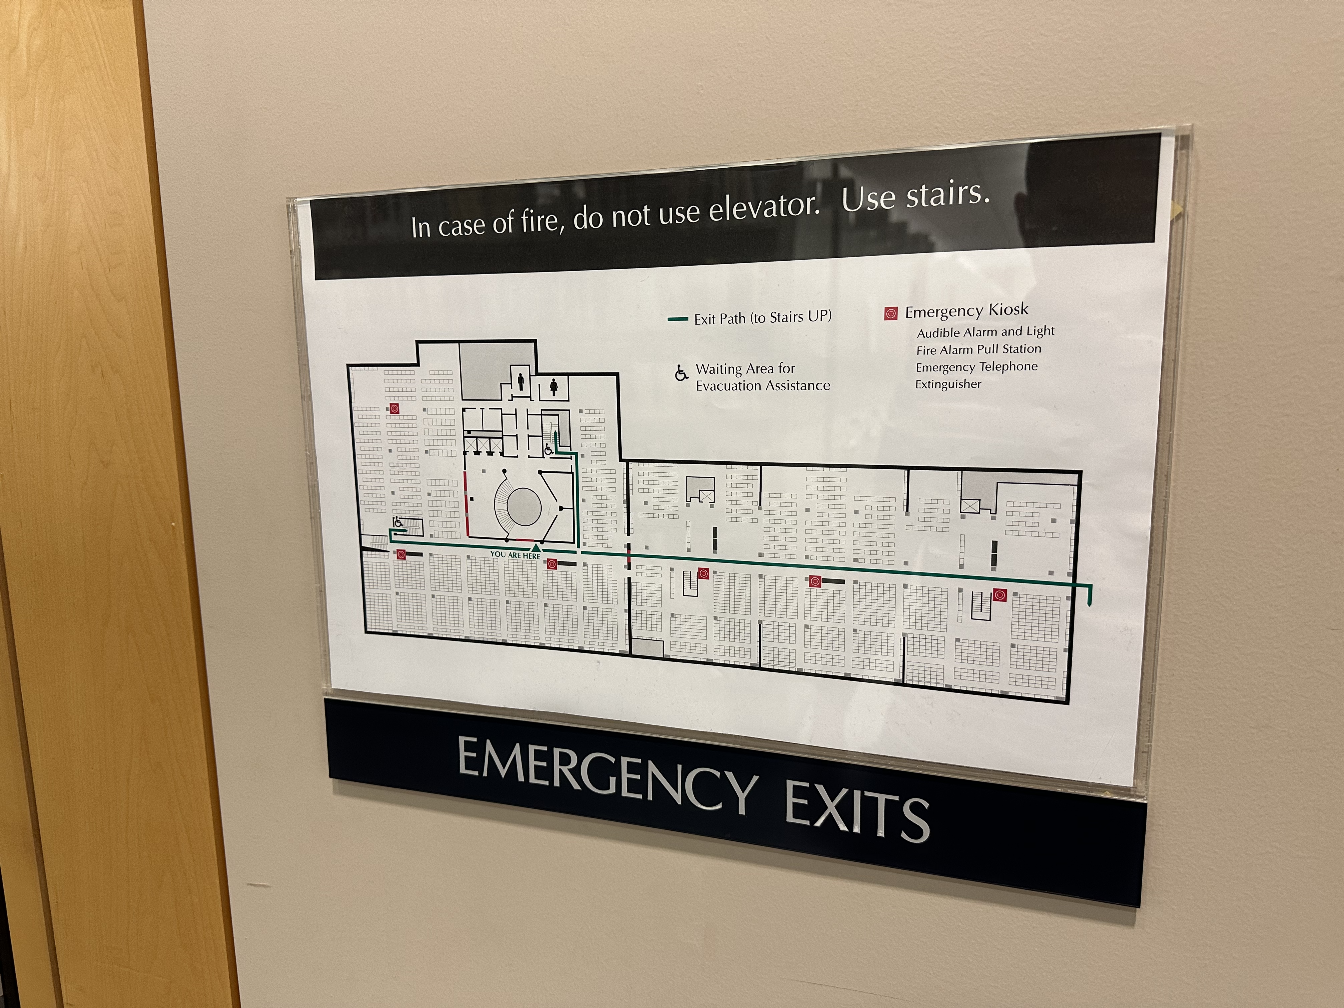 In case of fire, do not use elevator. Use stairs.
Exit Path (to Stairs UP)
Waiting Area for
Evacuation Assistance
Emergency Kiosk
Audible Alarm and Light
Fire Alarm Pull Station
Emergency Telephone
Extinguisher
YOU ARE HERE
EMERGENCY EXITS